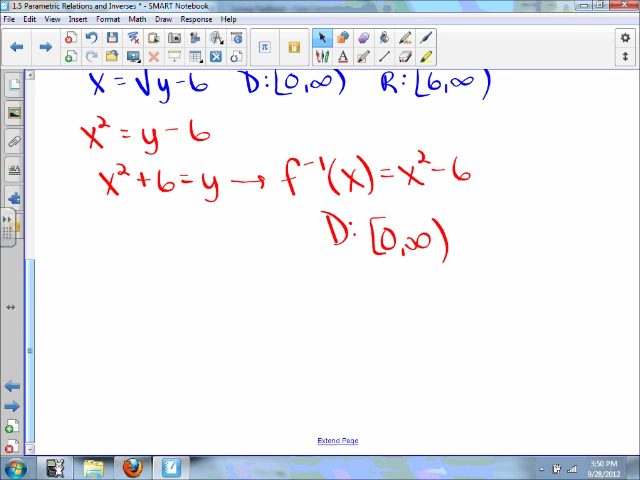 1.5 Parametric Relations and Inverses * - SMART Notebook
File Edit View Insert Format Tools Math Draw Response Help
x = √y-6 D: [0,∞) R: [6,∞)
x² = y - 6
x² + 6 = y → f⁻¹(x) = x² - 6
D: [0,∞)
Extend Page
3:50 PM
9/28/2012